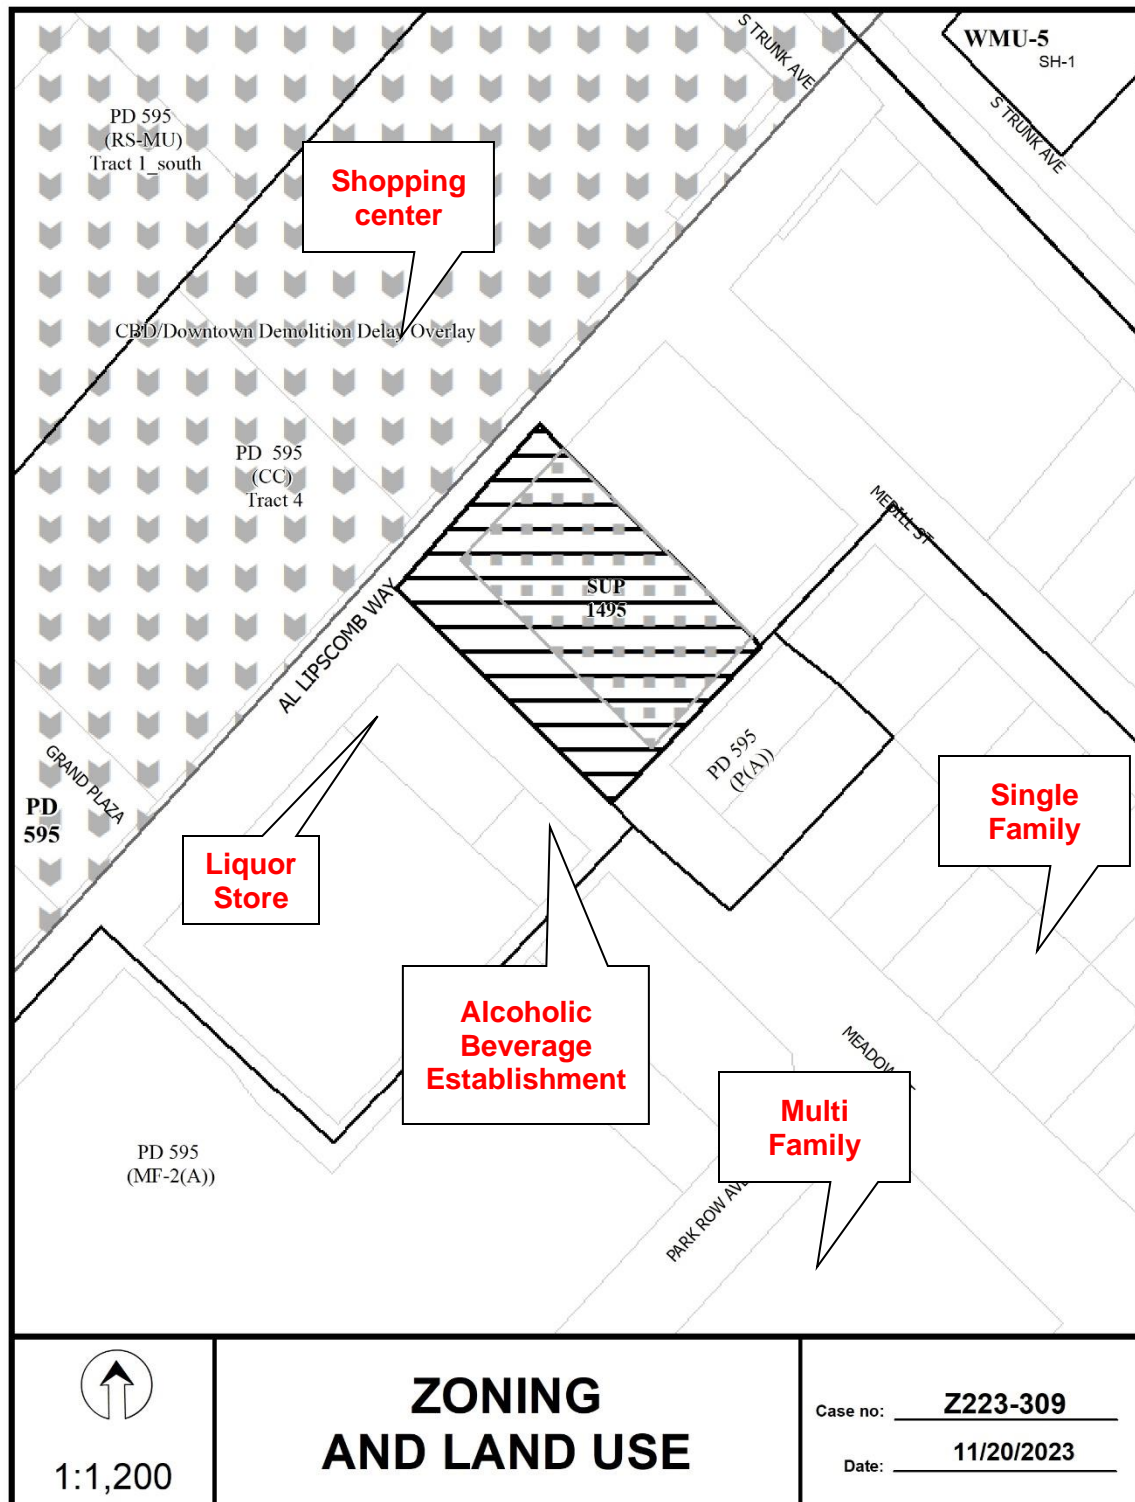 S TRUNK AVE
WMU-5
SH-1
S TRUNK AVE
PD 595
(RS-MU)
Tract 1_south
Shopping
center
CBD/Downtown Demolition Delay Overlay
PD 595
(CC)
Tract 4
MEDILL ST
SUP
1495
AL LIPSCOMB WAY
GRAND PLAZA
PD 595
(P(A))
PD
595
Single
Family
Liquor
Store
Alcoholic
Beverage
Establishment
Multi
Family
PD 595
(MF-2(A))
PARK ROW AVE
1:1,200
ZONING
AND LAND USE
Case no: Z223-309
Date: 11/20/2023